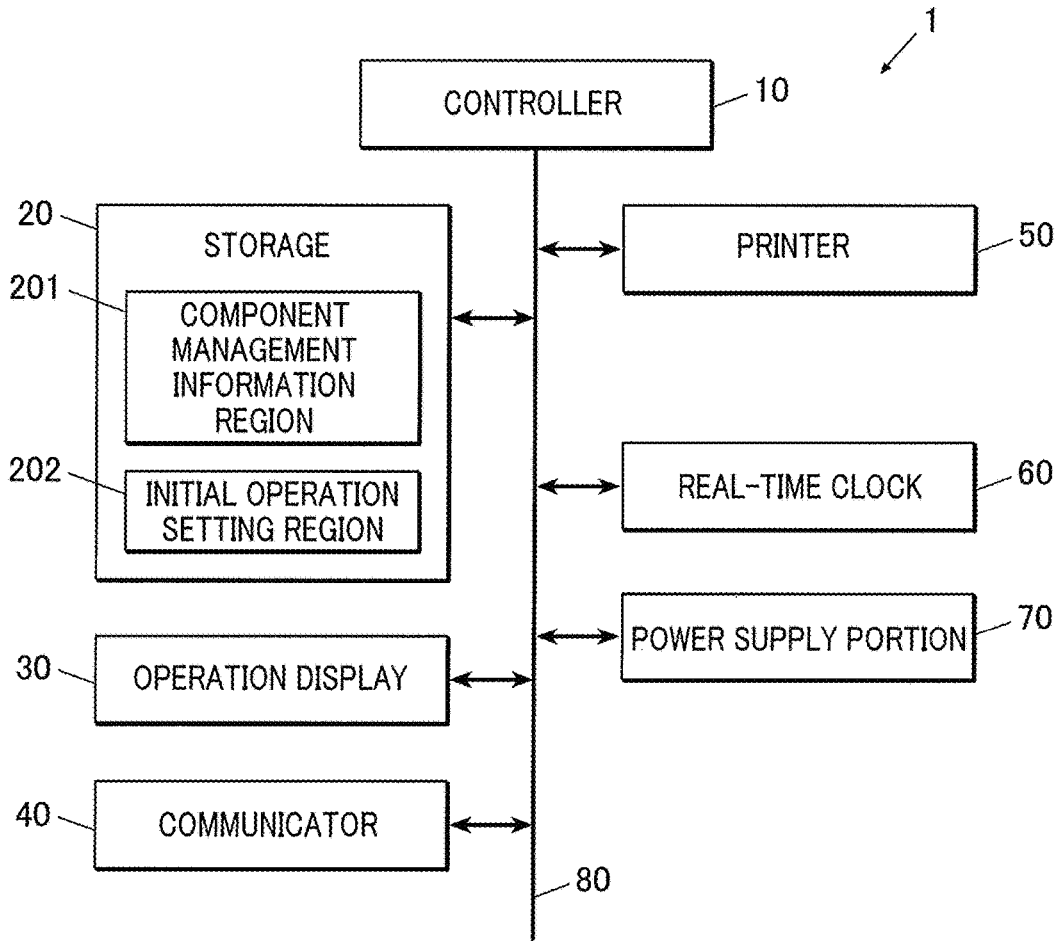 1
CONTROLLER
10
20
STORAGE
201
COMPONENT
MANAGEMENT
INFORMATION
REGION
202
INITIAL OPERATION
SETTING REGION
PRINTER
50
REAL-TIME CLOCK
60
POWER SUPPLY PORTION
70
30
OPERATION DISPLAY
40
COMMUNICATOR
80